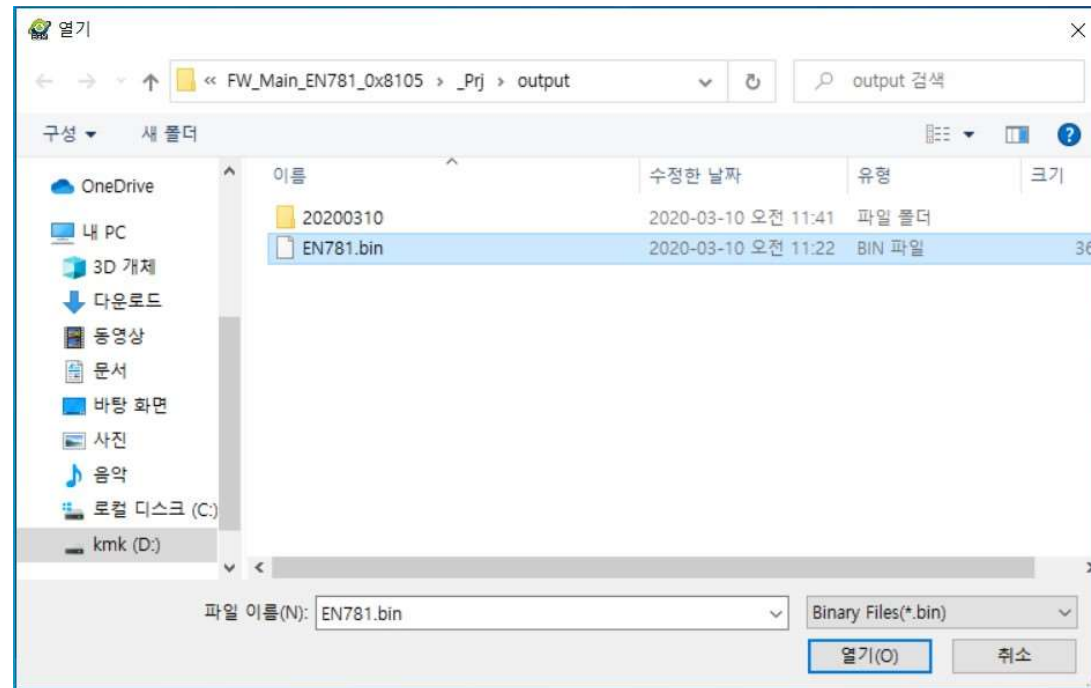 열기
« FW_Main_EN781_0x8105 › _Prj › output
output 검색
구성 새 폴더
이름 수정한 날짜 유형 크기
20200310 2020-03-10 오전 11:41 파일 폴더
EN781.bin 2020-03-10 오전 11:22 BIN 파일 36
OneDrive
내 PC
3D 개체
다운로드
동영상
문서
바탕 화면
사진
음악
로컬 디스크 (C:)
kmk (D:)
파일 이름(N): EN781.bin Binary Files(*.bin)
열기(O) 취소